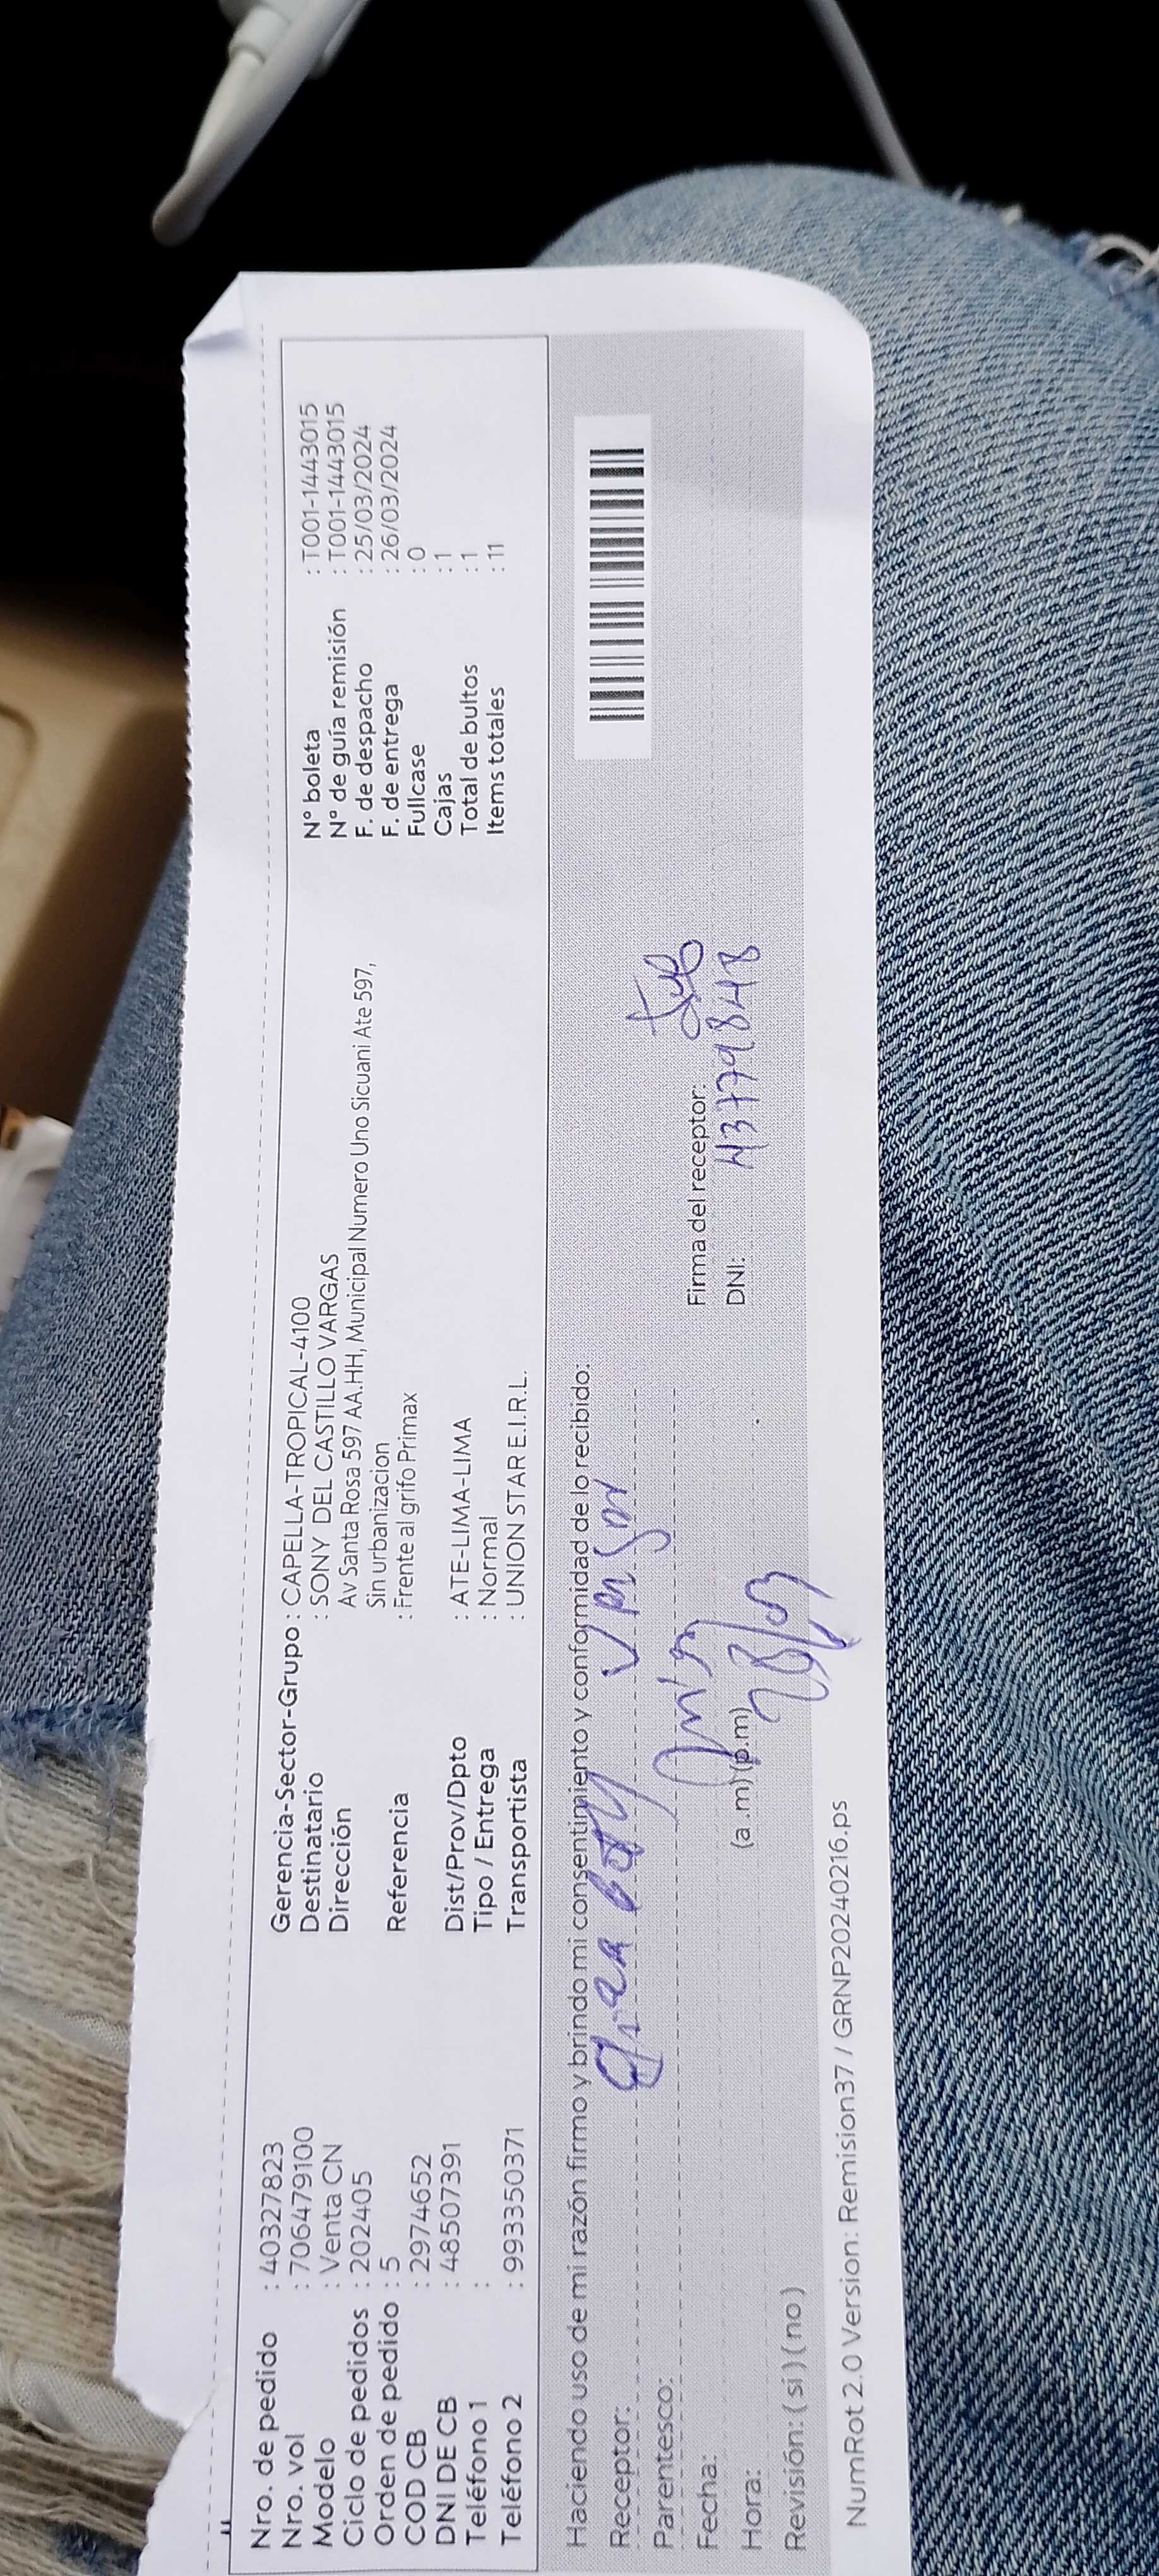 Nro. de pedido : 40327823
Nro. vol : 706479100
Modelo : Venta CN
Ciclo de pedidos : 202405
Orden de pedido : 5
COD CB : 2974652
DNI DE CB : 48507391
Teléfono 1 :
Teléfono 2 : 993350371
Gerencia-Sector-Grupo : CAPELLA-TROPICAL-4100
Destinatario : SONY DEL CASTILLO VARGAS
Dirección Av Santa Rosa 597 AA.HH, Municipal Numero Uno Sicuani Ate 597,
Sin urbanizacion
Referencia : Frente al grifo Primax
Dist/Prov/Dpto : ATE-LIMA-LIMA
Tipo / Entrega : Normal
Transportista : UNION STAR E.I.R.L.
N° boleta : T001-1443015
N° de guía remisión : T001-1443015
F. de despacho : 25/03/2024
F. de entrega : 26/03/2024
Fullcase : 0
Cajas : 1
Total de bultos : 1
Items totales : 11
Haciendo uso de mi razón firmo y brindo mi consentimiento y conformidad de lo recibido:
Receptor:
Parentesco:
Fecha:
Firma del receptor:
Hora: (a.m) (p.m)
DNI: 43779848
Revisión: ( si ) ( no )
NumRot 2.0 Version: Remision37 / GRNP20240216.ps